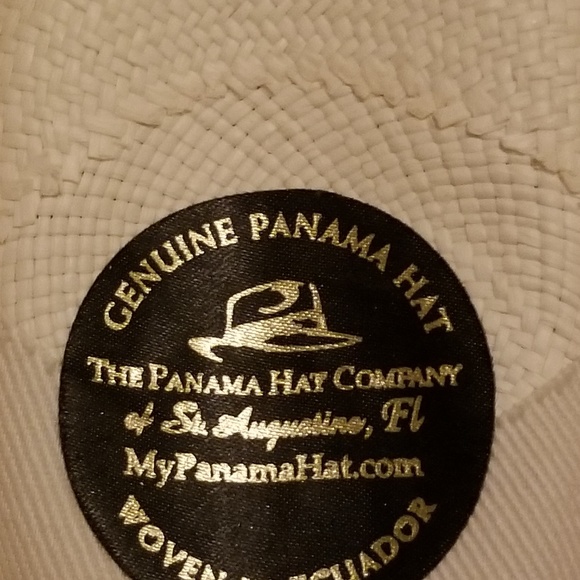 GENUINE PANAMA HAT
THE PANAMA HAT COMPANY
of St. Augustine, Fl
MyPanamaHat.com
WOVEN ECUADOR